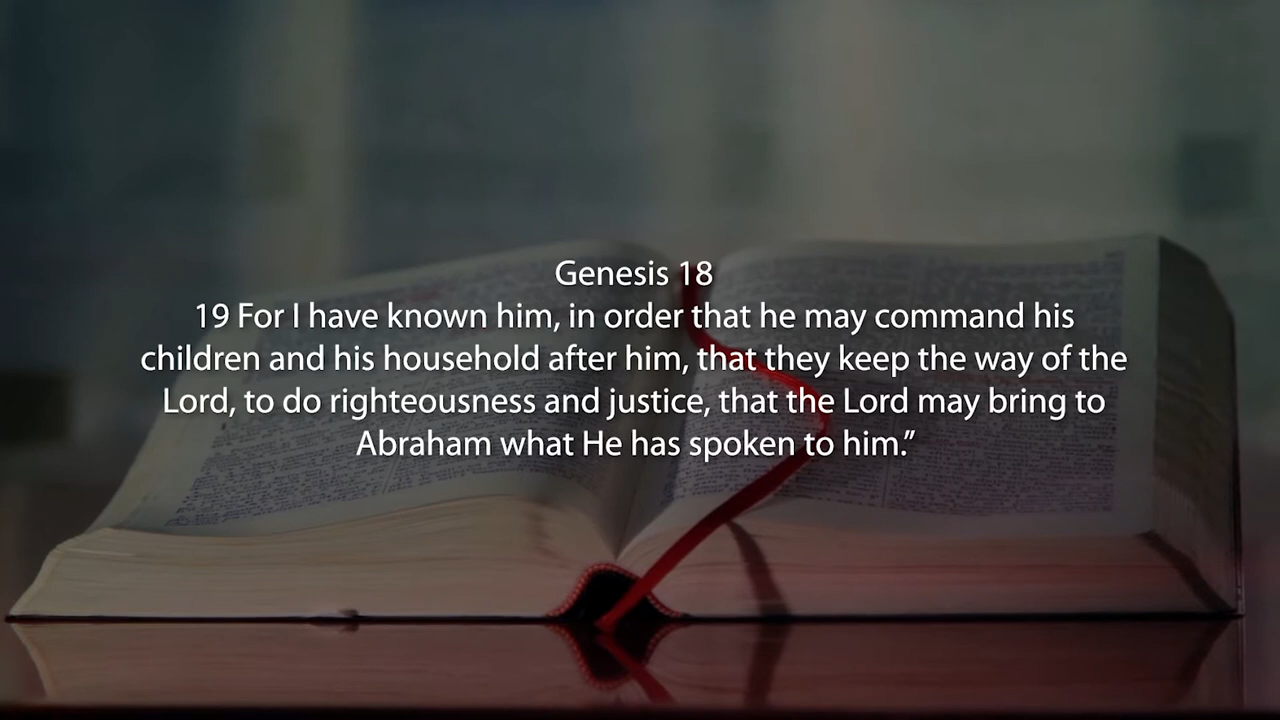 Genesis 18
19 For I have known him, in order that he may command his
children and his household after him, that they keep the way of the
Lord, to do righteousness and justice, that the Lord may bring to
Abraham what He has spoken to him.”